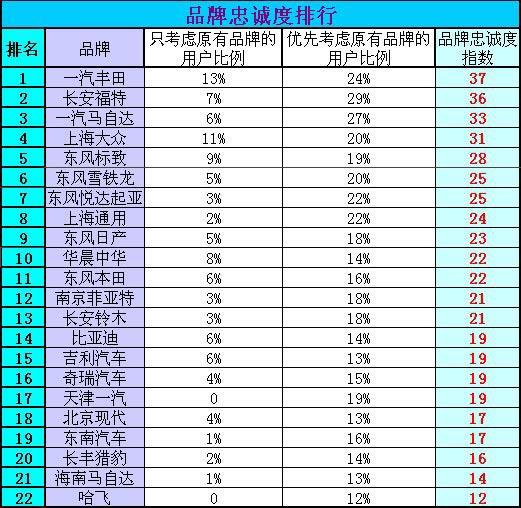 品牌忠诚度排行
排名 品牌 只考虑原有品牌的用户比例 优先考虑原有品牌的用户比例 品牌忠诚度指数
1 一汽丰田 13% 24% 37
2 长安福特 7% 29% 36
3 一汽马自达 6% 27% 33
4 上海大众 11% 20% 31
5 东风标致 9% 19% 28
6 东风雪铁龙 5% 20% 25
7 东风悦达起亚 3% 22% 25
8 上海通用 2% 22% 24
9 东风日产 5% 18% 23
10 华晨中华 8% 14% 22
11 东风本田 6% 16% 22
12 南京菲亚特 3% 18% 21
13 长安铃木 3% 18% 21
14 比亚迪 6% 14% 19
15 吉利汽车 6% 13% 19
16 奇瑞汽车 4% 15% 19
17 天津一汽 0 19% 19
18 北京现代 4% 13% 17
19 东南汽车 1% 16% 17
20 长丰猎豹 2% 14% 16
21 海南马自达 1% 13% 14
22 哈飞 0 12% 12